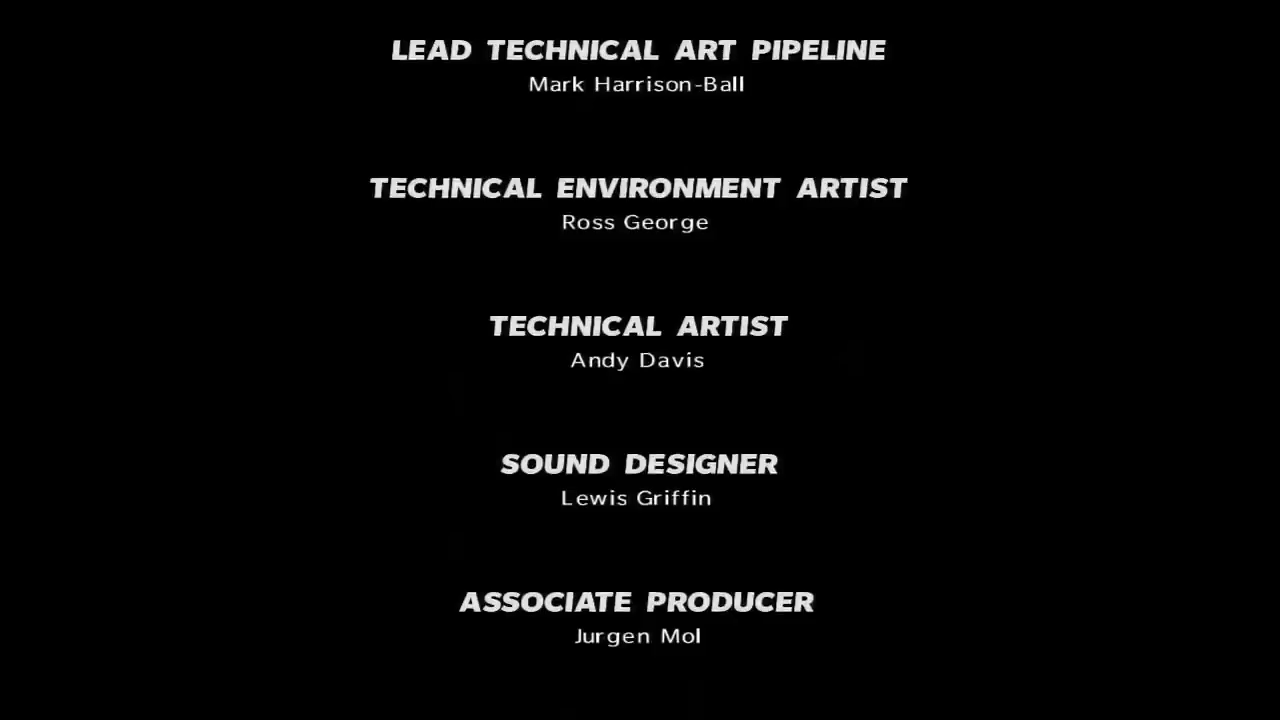 LEAD TECHNICAL ART PIPELINE
Mark Harrison-Ball
TECHNICAL ENVIRONMENT ARTIST
Ross George
TECHNICAL ARTIST
Andy Davis
SOUND DESIGNER
Lewis Griffin
ASSOCIATE PRODUCER
Jurgen Mol